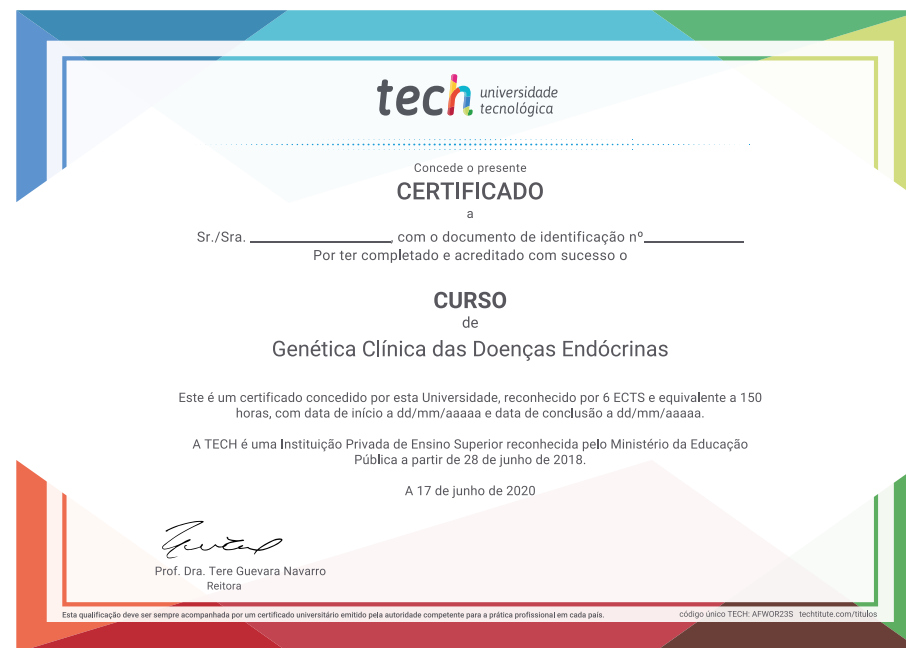 tech universidade
tecnológica
Concede o presente
CERTIFICADO
a
Sr./Sra. ____________________, com o documento de identificação nº______________
Por ter completado e acreditado com sucesso o
CURSO
de
Genética Clínica das Doenças Endócrinas
Este é um certificado concedido por esta Universidade, reconhecido por 6 ECTS e equivalente a 150
horas, com data de início a dd/mm/aaaaa e data de conclusão a dd/mm/aaaaa.
A TECH é uma Instituição Privada de Ensino Superior reconhecida pelo Ministério da Educação
Pública a partir de 28 de junho de 2018.
A 17 de junho de 2020
Prof. Dra. Tere Guevara Navarro
Reitora
Esta qualificação deve ser sempre acompanhada por um certificado universitário emitido pela autoridade competente para a prática profissional em cada país.
código único TECH: AFWOR23S techtitute.com/titulos